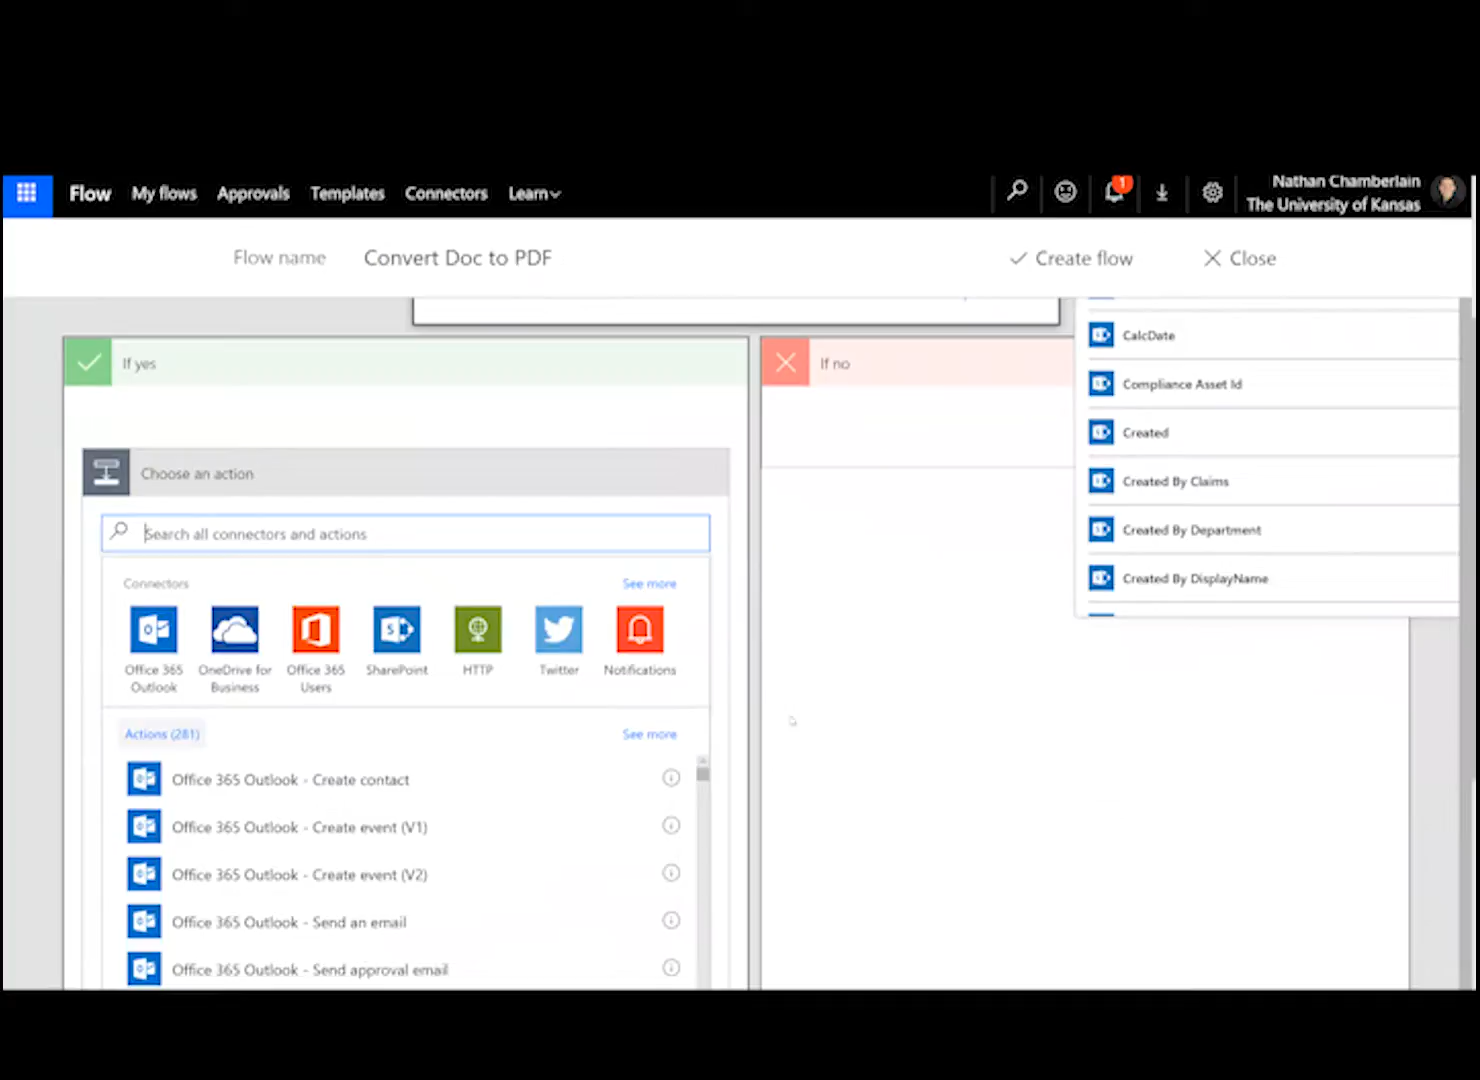 Flow My flows Approvals Templates Connectors Learn
1
Nathan Chamberlain
The University of Kansas
Flow name Convert Doc to PDF Create flow Close
If yes
If no
CalcDate
Compliance Asset Id
Created
Created By Claims
Created By Department
Created By DisplayName
Choose an action
Search all connectors and actions
Connectors See more
Office 365 Outlook
OneDrive for Business
Office 365 Users
SharePoint
HTTP
Twitter
Notifications
Actions (281) See more
Office 365 Outlook - Create contact
Office 365 Outlook - Create event (V1)
Office 365 Outlook - Create event (V2)
Office 365 Outlook - Send an email
Office 365 Outlook - Send approval email